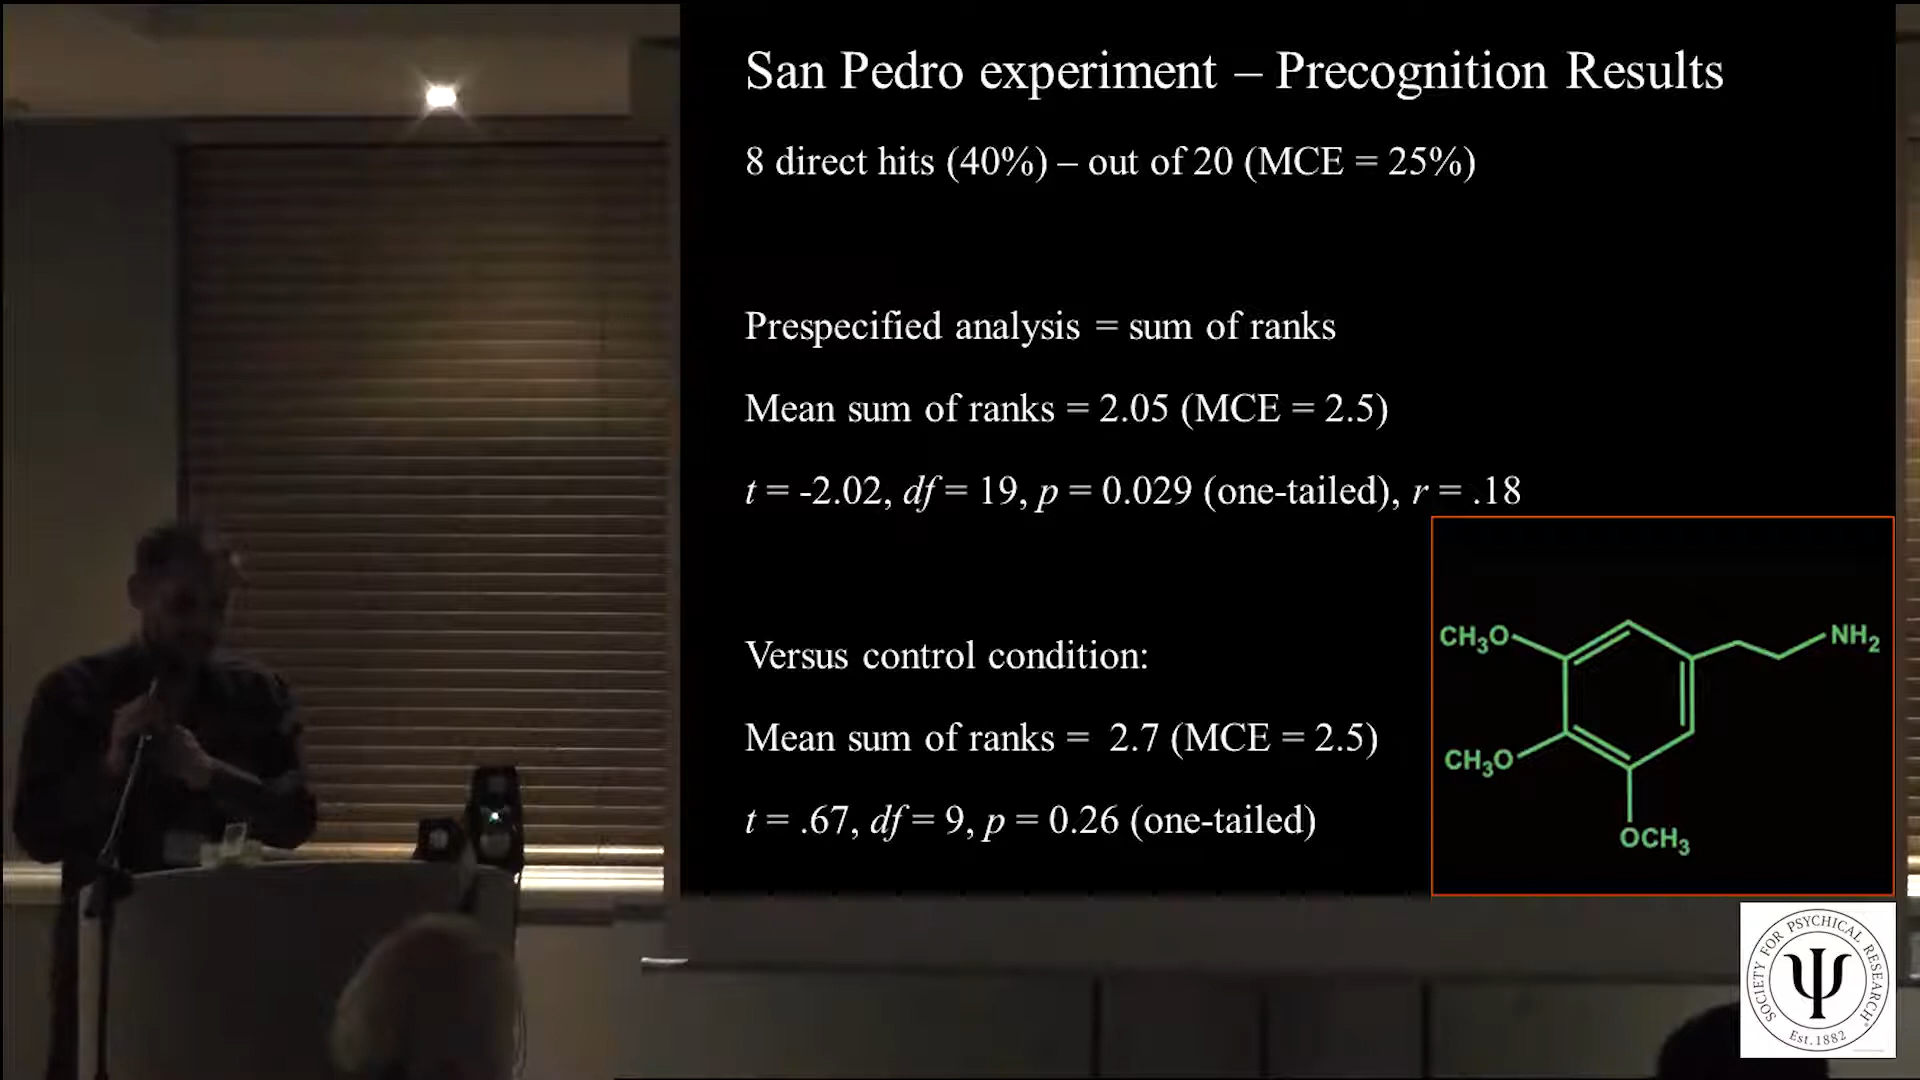 San Pedro experiment – Precognition Results
8 direct hits (40%) – out of 20 (MCE = 25%)
Prespecified analysis = sum of ranks
Mean sum of ranks = 2.05 (MCE = 2.5)
t = -2.02, df = 19, p = 0.029 (one-tailed), r = .18
Versus control condition:
Mean sum of ranks = 2.7 (MCE = 2.5)
t = .67, df = 9, p = 0.26 (one-tailed)
CH₃O
NH₂
CH₃O
OCH₃
SOCIETY FOR PSYCHICAL RESEARCH
Ψ
Est.1882